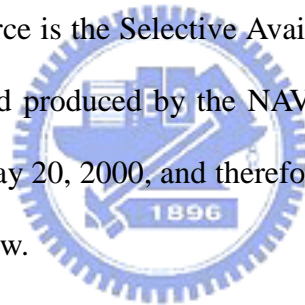 rce is the Selective Avai
d produced by the NAV
ay 20, 2000, and therefo
1896
w.